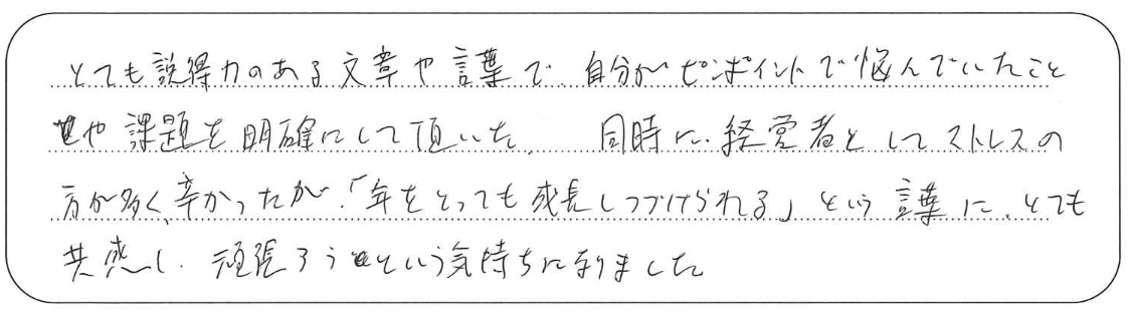 とても説得力のある文章や言葉で、自分がピンポイントで悩んでいたこと
や課題を明確にして頂いた。同時に、経営者としてストレスの
方が多く、辛かったが、「年をとっても成長しつづけられる」という言葉に、とても
共感し、頑張ろうという気持ちになりました